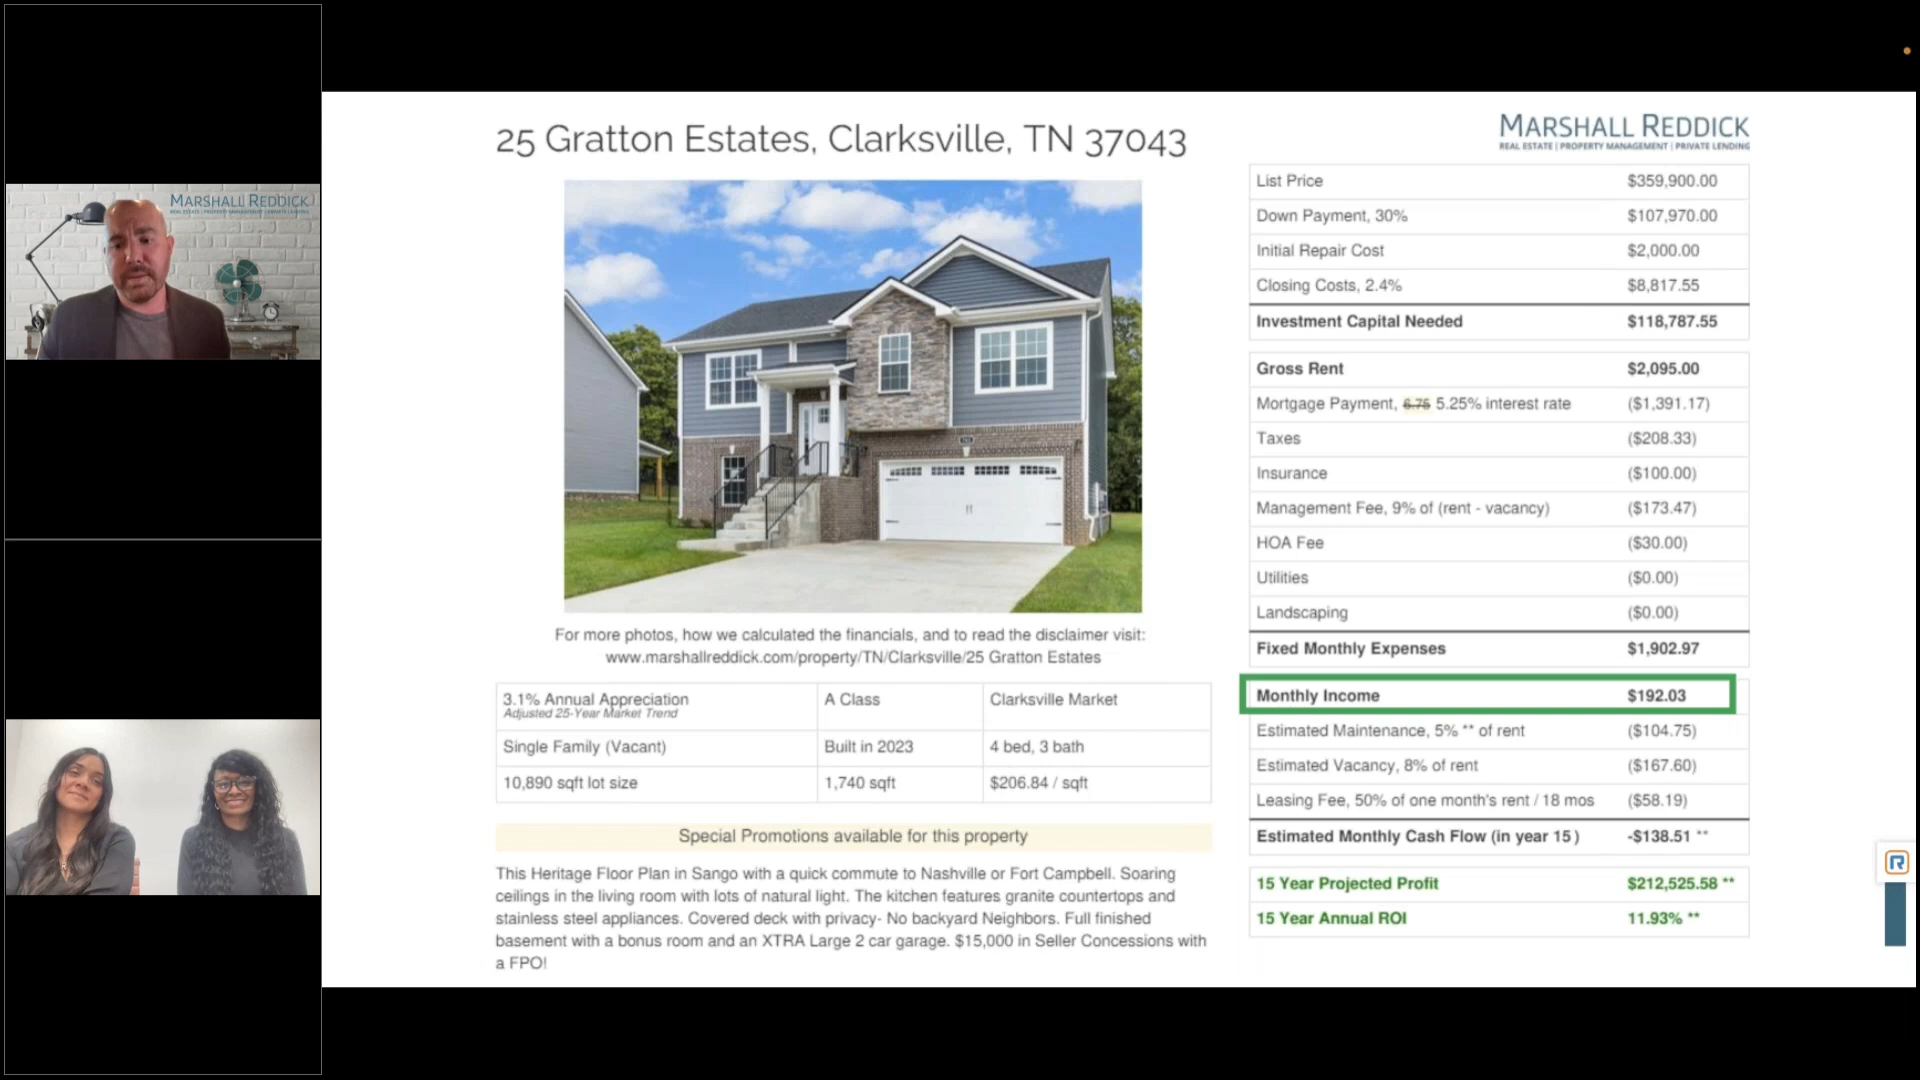 MARSHALL REDDICK
REAL ESTATE | PROPERTY MANAGEMENT | PRIVATE LENDING
25 Gratton Estates, Clarksville, TN 37043
MARSHALL REDDICK
REAL ESTATE | PROPERTY MANAGEMENT | PRIVATE LENDING
For more photos, how we calculated the financials, and to read the disclaimer visit:
www.marshallreddick.com/property/TN/Clarksville/25 Gratton Estates
3.1% Annual Appreciation A Class Clarksville Market
Adjusted 25-Year Market Trend
Single Family (Vacant) Built in 2023 4 bed, 3 bath
10,890 sqft lot size 1,740 sqft $206.84 / sqft
Special Promotions available for this property
This Heritage Floor Plan in Sango with a quick commute to Nashville or Fort Campbell. Soaring
ceilings in the living room with lots of natural light. The kitchen features granite countertops and
stainless steel appliances. Covered deck with privacy- No backyard Neighbors. Full finished
basement with a bonus room and an XTRA Large 2 car garage. $15,000 in Seller Concessions with
a FPO!
List Price $359,900.00
Down Payment, 30% $107,970.00
Initial Repair Cost $2,000.00
Closing Costs, 2.4% $8,817.55
Investment Capital Needed $118,787.55
Gross Rent $2,095.00
Mortgage Payment, 6.75 5.25% interest rate ($1,391.17)
Taxes ($208.33)
Insurance ($100.00)
Management Fee, 9% of (rent - vacancy) ($173.47)
HOA Fee ($30.00)
Utilities ($0.00)
Landscaping ($0.00)
Fixed Monthly Expenses $1,902.97
Monthly Income $192.03
Estimated Maintenance, 5% ** of rent ($104.75)
Estimated Vacancy, 8% of rent ($167.60)
Leasing Fee, 50% of one month's rent / 18 mos ($58.19)
Estimated Monthly Cash Flow (in year 15 ) -$138.51 **
15 Year Projected Profit $212,525.58 **
15 Year Annual ROI 11.93% **